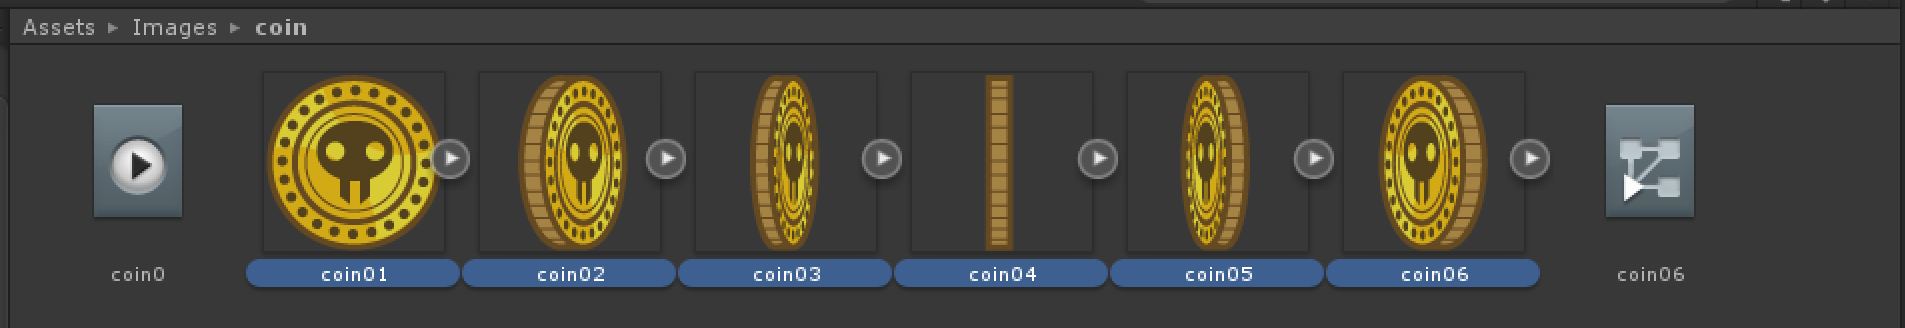 Assets ▸ Images ▸ coin
coin0 coin01 coin02 coin03 coin04 coin05 coin06 coin06